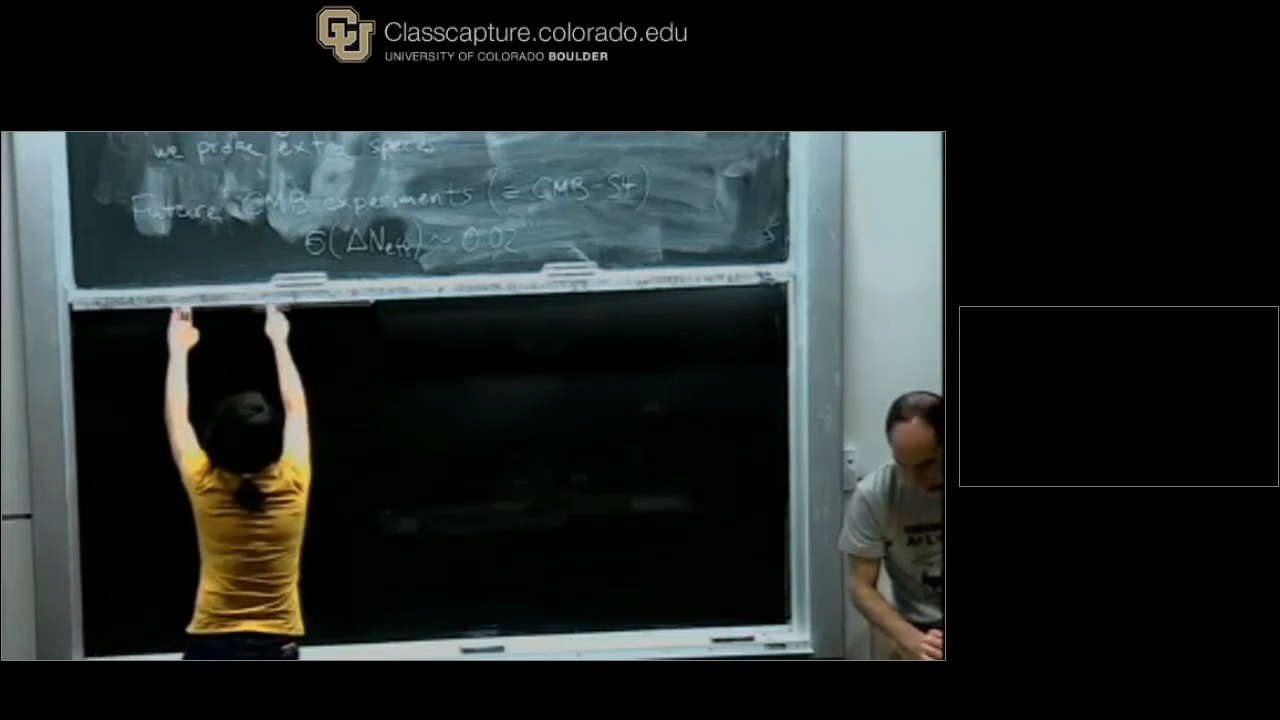 CU
Classcapture.colorado.edu
UNIVERSITY OF COLORADO BOULDER
we probe extra species
Future CMB experiments (≡ CMB-S4)
σ(ΔNeff) ~ 0.02